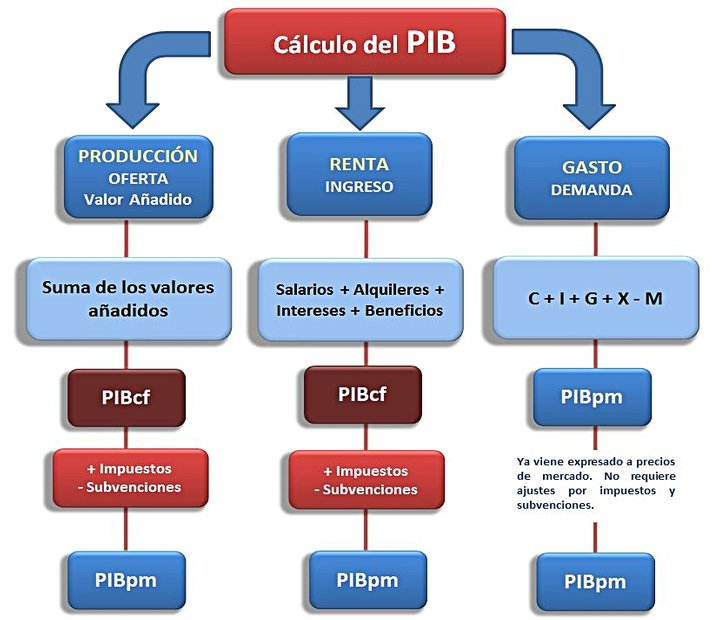 Cálculo del PIB
PRODUCCIÓN
OFERTA
Valor Añadido
Suma de los valores
añadidos
PIBcf
+ Impuestos
- Subvenciones
PIBpm
RENTA
INGRESO
Salarios + Alquileres +
Intereses + Beneficios
PIBcf
+ Impuestos
- Subvenciones
PIBpm
GASTO
DEMANDA
C + I + G + X - M
PIBpm
Ya viene expresado a precios
de mercado. No requiere
ajustes por impuestos y
subvenciones.
PIBpm